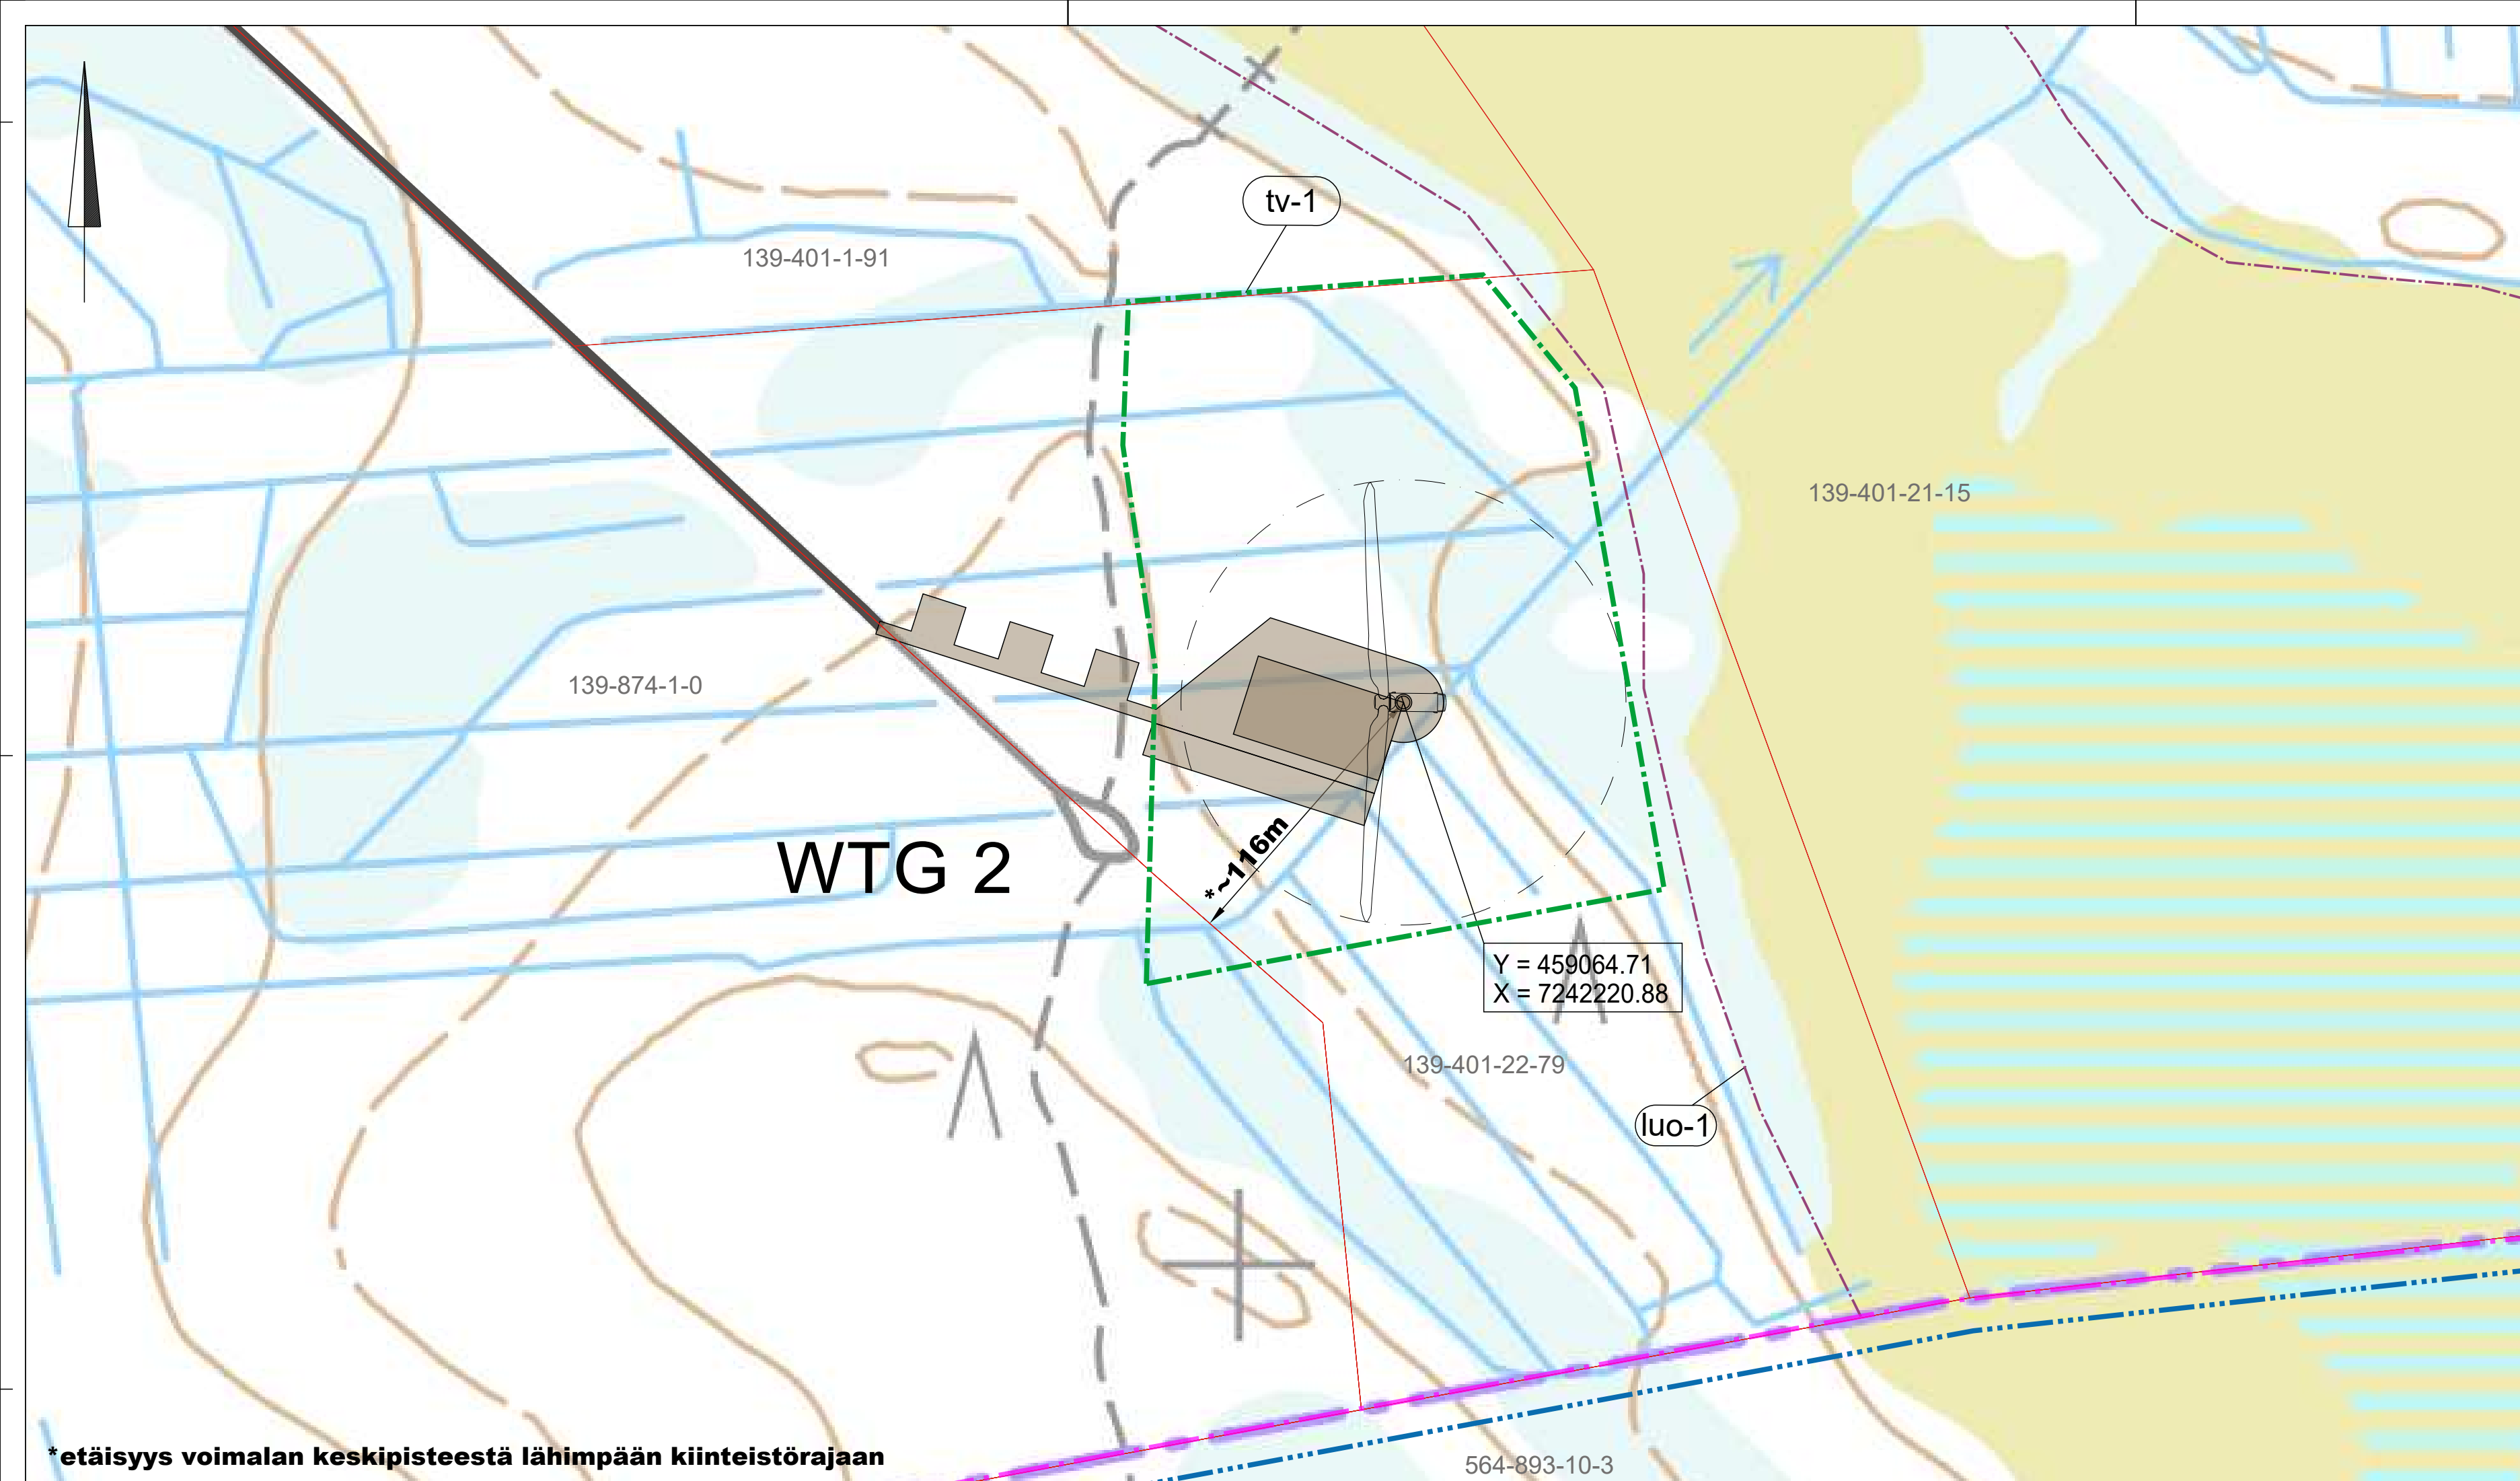 tv-1
139-401-1-91
139-401-21-15
139-874-1-0
WTG 2
*~116m
Y = 459064.71
X = 7242220.88
139-401-22-79
luo-1
*etäisyys voimalan keskipisteestä lähimpään kiinteistörajaan
564-893-10-3